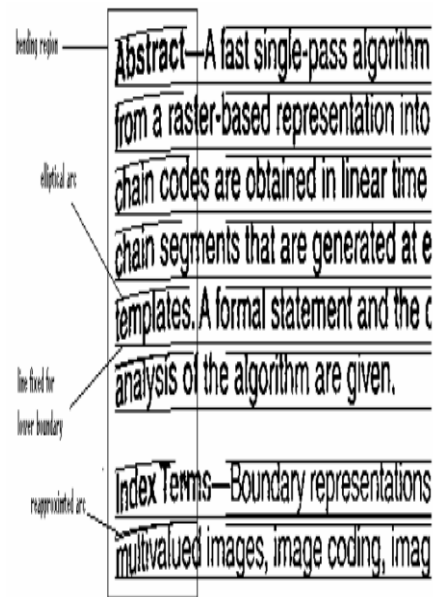 bending region
Abstract—A fast single-pass algorithm
from a raster-based representation into
elliptical arc
chain codes are obtained in linear time
chain segments that are generated at e
templates. A formal statement and the c
line fixed for
lower boundary
analysis of the algorithm are given.
Index Terms—Boundary representations
reapproximted arc
multivalued images, image coding, imag